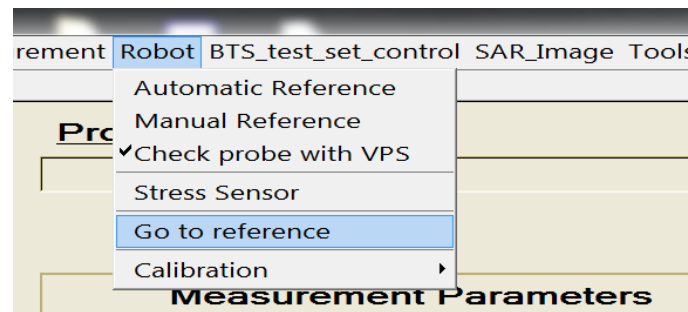 rement Robot BTS_test_set_control SAR_Image Tools
Automatic Reference
Manual Reference
Pro
Check probe with VPS
Stress Sensor
Go to reference
Calibration
Measurement Parameters